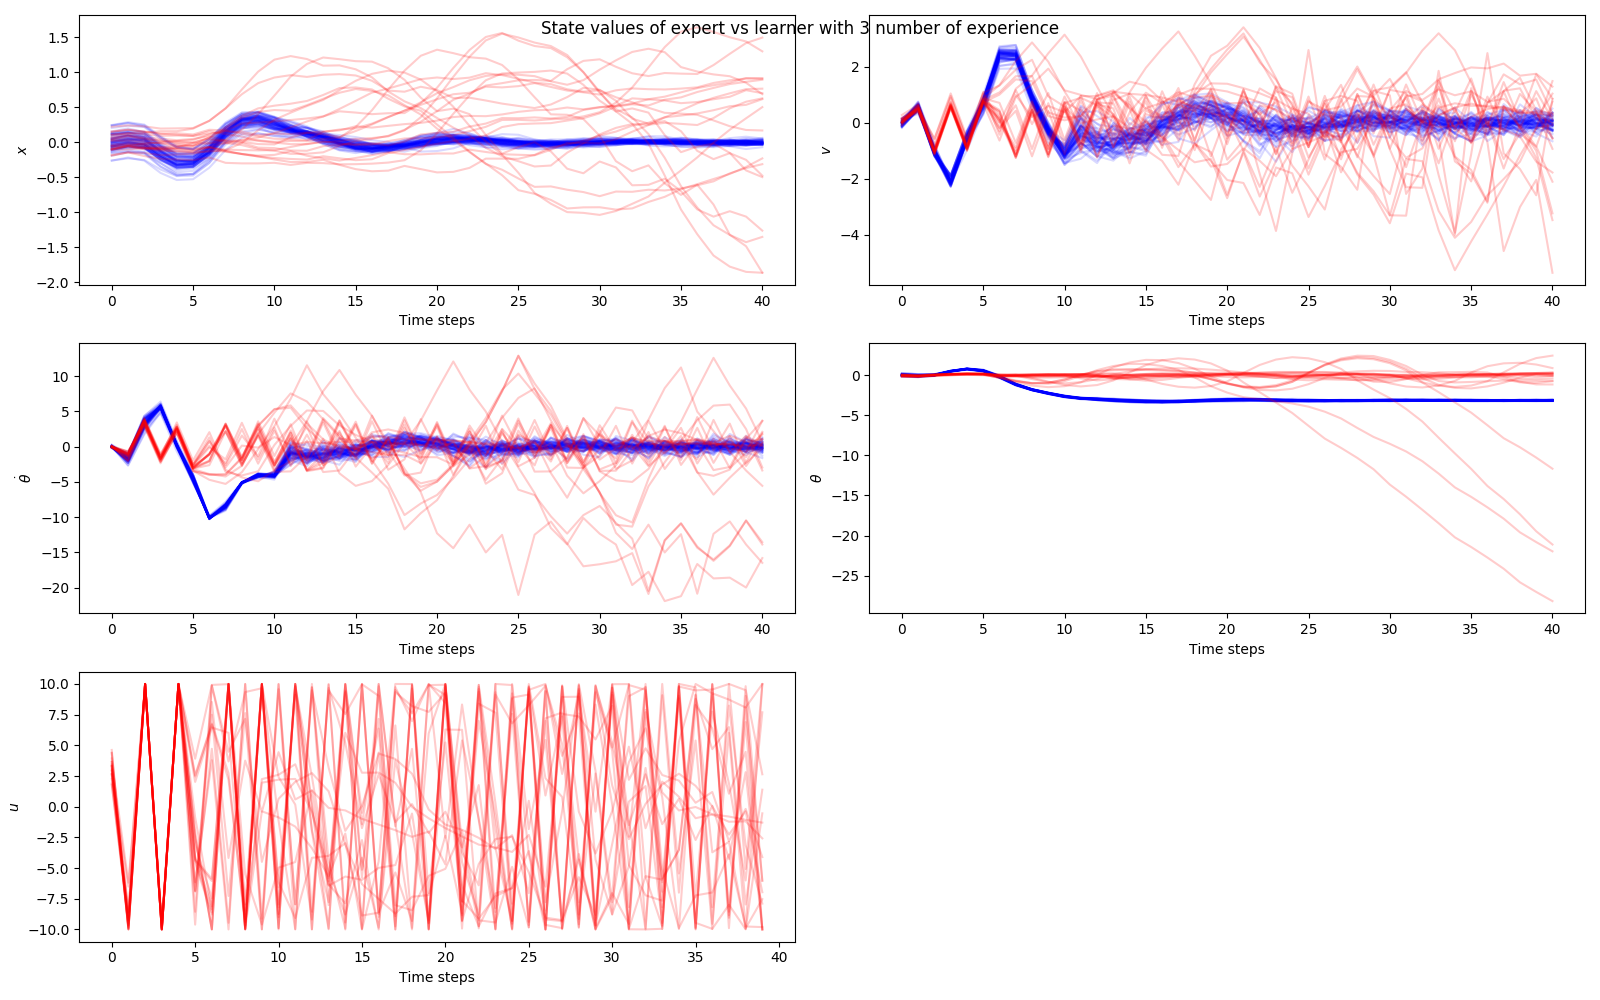 State values of expert vs learner with 3 number of experience
1.5
1.0
0.5
0.0
−0.5
−1.0
−1.5
−2.0
x
0 5 10 15 20 25 30 35 40
Time steps
2
0
−2
−4
v
0 5 10 15 20 25 30 35 40
Time steps
10
5
0
−5
−10
−15
−20
θ̇
0 5 10 15 20 25 30 35 40
Time steps
0
−5
−10
−15
−20
−25
θ
0 5 10 15 20 25 30 35 40
Time steps
10.0
7.5
5.0
2.5
0.0
−2.5
−5.0
−7.5
−10.0
u
0 5 10 15 20 25 30 35 40
Time steps